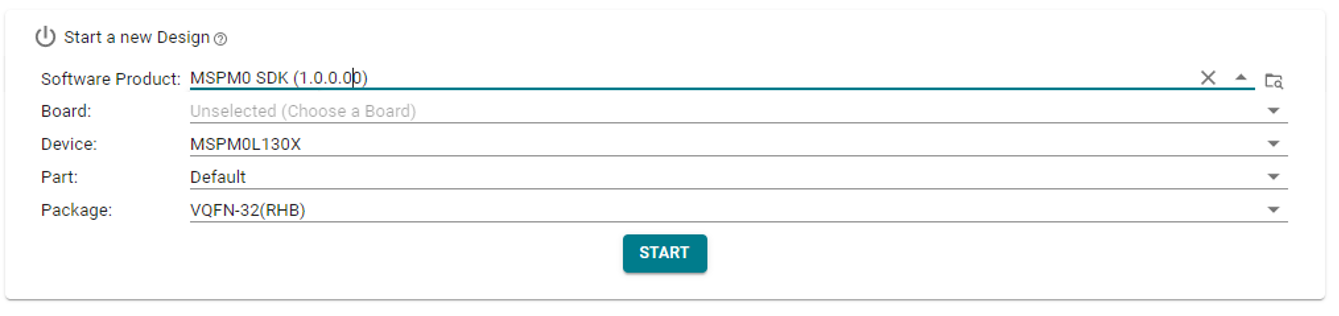 Start a new Design
Software Product: MSPM0 SDK (1.0.0.00)
Board: Unselected (Choose a Board)
Device: MSPM0L130X
Part: Default
Package: VQFN-32(RHB)
START